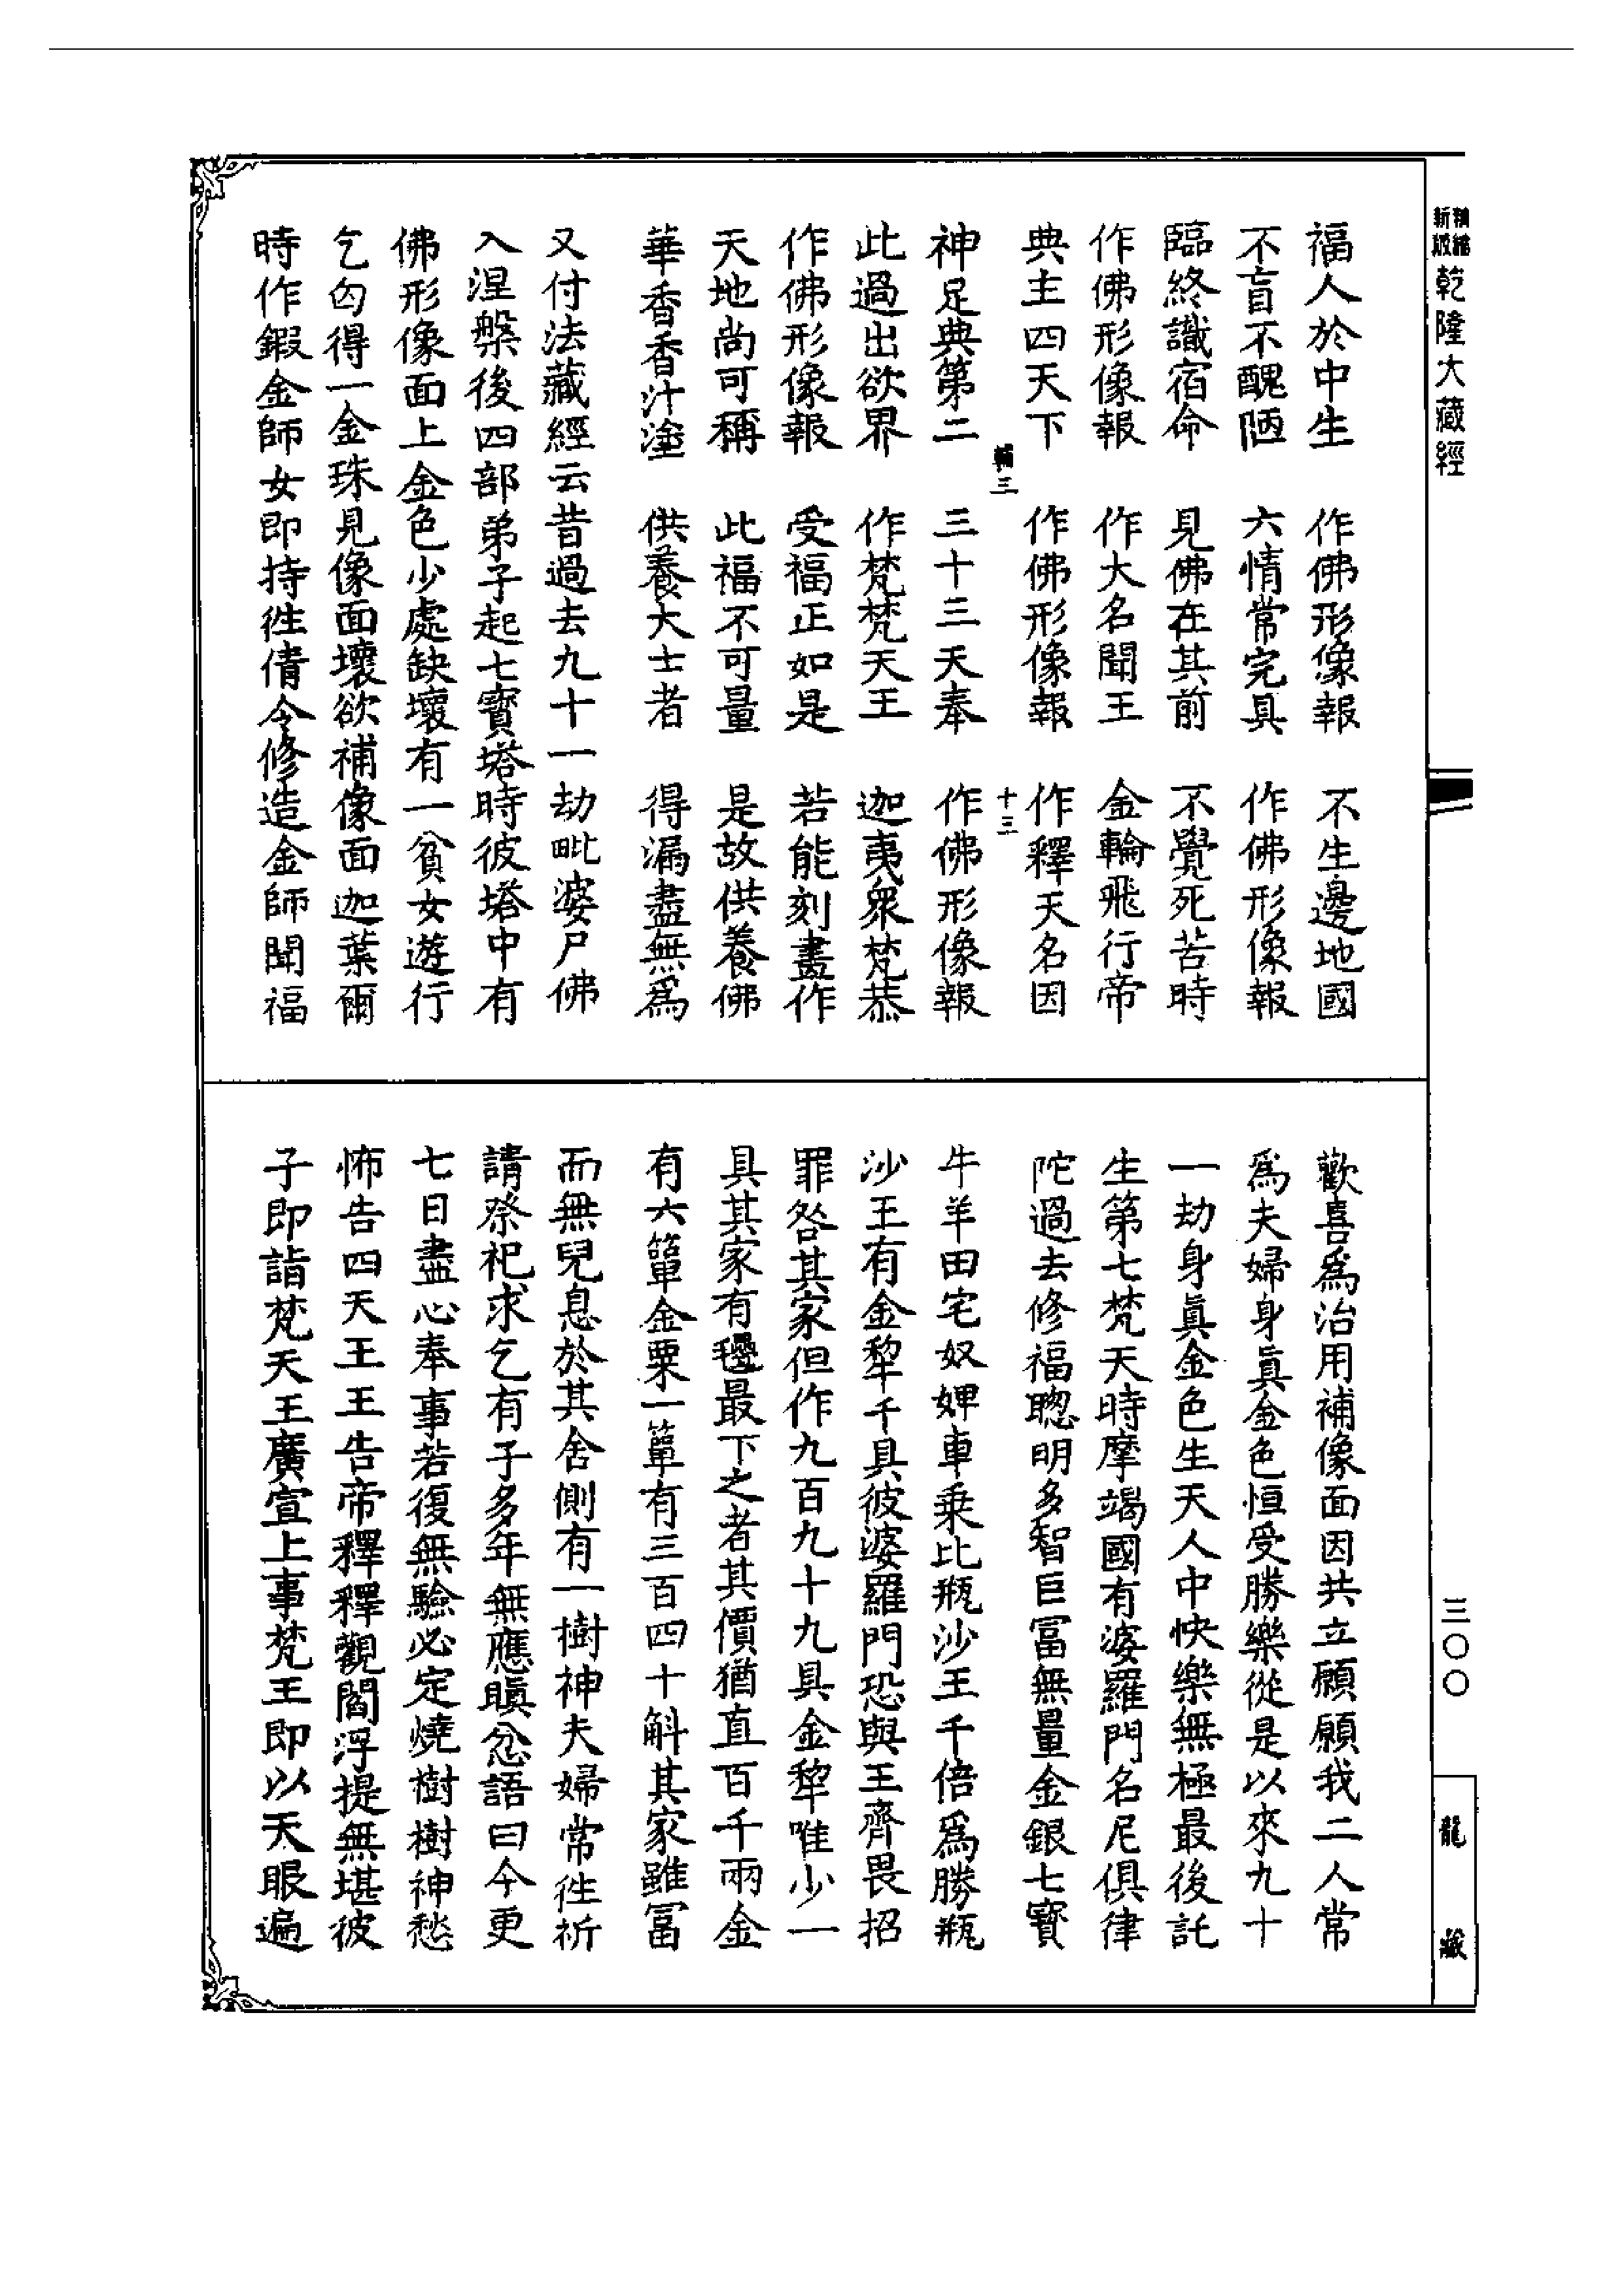 新版精縮乾隆大藏經
福人於中生　作佛形像報　不生邊地國
不盲不醜陋　六情常完具　作佛形像報
臨終識宿命　見佛在其前　不覺死苦時
作佛形像報　作大名聞王　金輪飛行帝
典主四天下　作佛形像報　作釋天名因
輔三　十三
神足典第二　三十三天奉　作佛形像報
此過出欲界　作梵梵天王　迦夷衆梵恭
作佛形像報　受福正如是　若能刻畫作
天地尚可稱　此福不可量　是故供養佛
華香香汁塗　供養大士者　得漏盡無為
又付法藏經云昔過去九十一劫毗婆尸佛
入涅槃後四部弟子起七寳塔時彼塔中有
佛形像面上金色少處缺壞有一貧女遊行
乞匃得一金珠見像面壞欲補像面迦葉爾
時作鍛金師女即持徃倩令修造金師聞福
歡喜為治用補像面因共立願願我二人常
為夫婦身真金色恒受勝樂從是以來九十
一劫身真金色生天人中快樂無極最後託
生第七梵天時摩竭國有婆羅門名尼俱律
陀過去修福聰明多智巨冨無量金銀七寳
牛羊田宅奴婢車乗比瓶沙王千倍為勝瓶
沙王有金犂千具彼婆羅門恐與王齊畏招
罪咎其家但作九百九十九具金犂唯少一
具其家有㲲最下之者其價猶直百千兩金
有六簞金粟一簞有三百四十斛其家雖冨
而無兒息於其舍側有一樹神夫婦常徃祈
請祭祀求乞有子多年無應瞋忿語曰今更
七日盡心奉事若復無驗必定燒樹樹神愁
怖告四天王王告帝釋釋觀閻浮提無堪彼
子即詣梵天王廣宣上事梵王即以天眼遍
三〇〇
龍藏